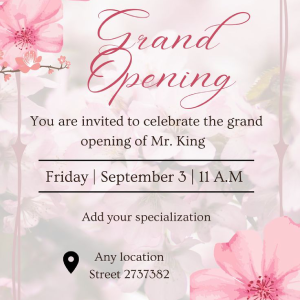 Grand
Opening
You are invited to celebrate the grand
opening of Mr. King
Friday | September 3 | 11 A.M
Add your specialization
Any location
Street 2737382